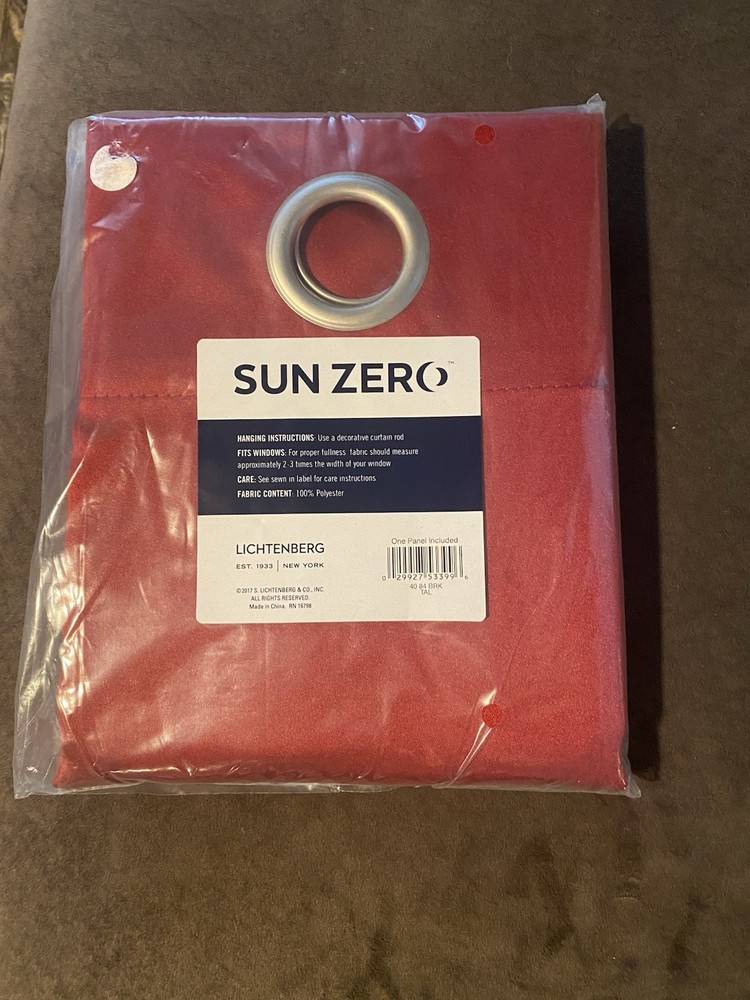 SUN ZERO™
HANGING INSTRUCTIONS: Use a decorative curtain rod
FITS WINDOWS: For proper fullness fabric should measure
approximately 2-3 times the width of your window
CARE: See sewn in label for care instructions
FABRIC CONTENT: 100% Polyester
LICHTENBERG
EST. 1933 | NEW YORK
©2017 S. LICHTENBERG & CO., INC.
ALL RIGHTS RESERVED.
Made in China. RN 16798
One Panel Included
0 29927 53399 6
40 84 BRK
TAL